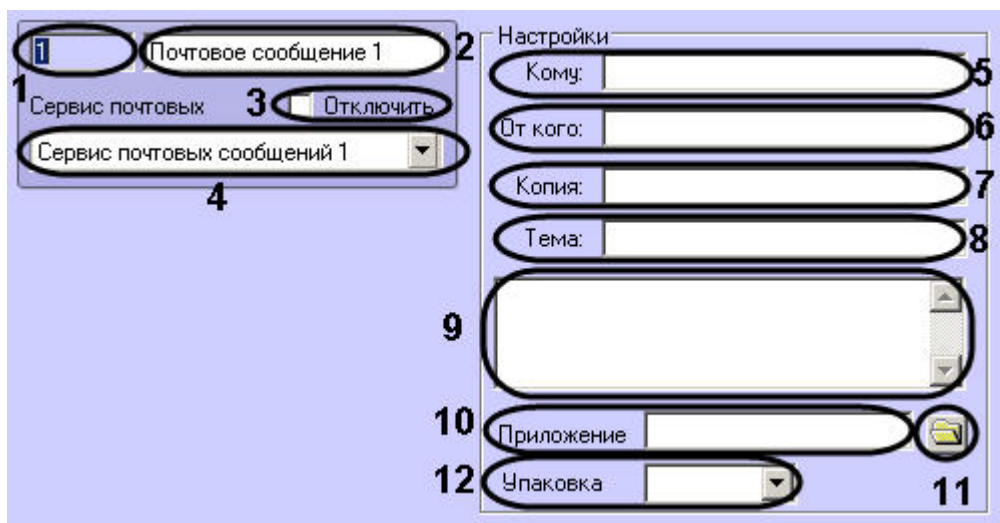 1
Почтовое сообщение 1
2
1
Сервис почтовых
3
Отключить
Сервис почтовых сообщений 1
4
Настройки
Кому:
5
От кого:
6
Копия:
7
Тема:
8
9
10
Приложение
11
12
Упаковка